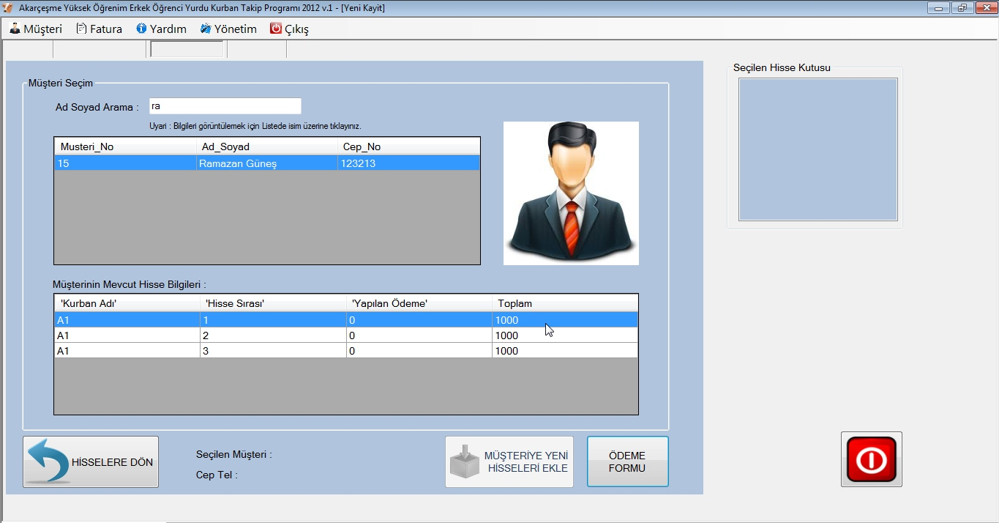 Akarçeşme Yüksek Öğrenim Erkek Öğrenci Yurdu Kurban Takip Programı 2012 v.1 - [Yeni Kayit]
Müşteri Fatura Yardım Yönetim Çıkış
Seçilen Hisse Kutusu
Müşteri Seçim
Ad Soyad Arama : ra
Uyari : Bilgileri görüntülemek için Listede isim üzerine tıklayınız.
Musteri_No Ad_Soyad Cep_No
15 Ramazan Güneş 123213
Müşterinin Mevcut Hisse Bilgileri :
'Kurban Adı' 'Hisse Sırası' 'Yapılan Ödeme' Toplam
A1 1 0 1000
A1 2 0 1000
A1 3 0 1000
HİSSELERE DÖN
Seçilen Müşteri :
Cep Tel :
MÜŞTERİYE YENİ
HİSSELERİ EKLE
ÖDEME
FORMU